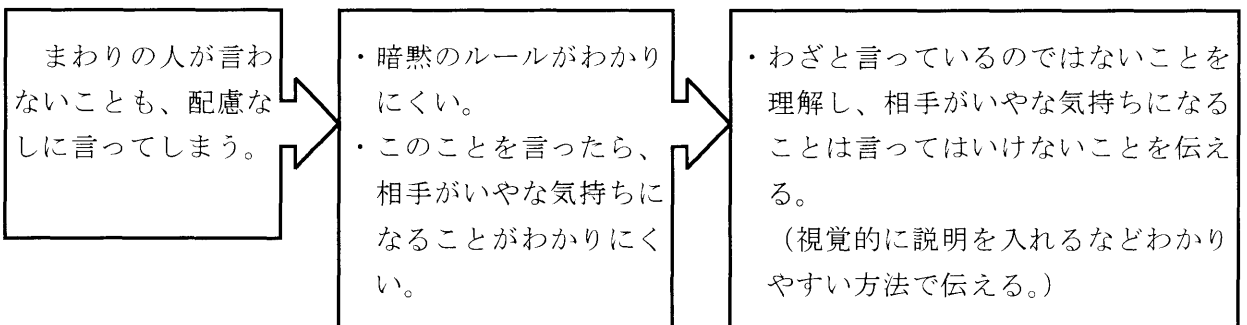 まわりの人が言わ
ないことも、配慮な
しに言ってしまう。
・暗黙のルールがわかり
にくい。
・このことを言ったら、
相手がいやな気持ちに
なることがわかりにく
い。
・わざと言っているのではないことを
理解し、相手がいやな気持ちになる
ことは言ってはいけないことを伝え
る。
（視覚的に説明を入れるなどわかり
やすい方法で伝える。）